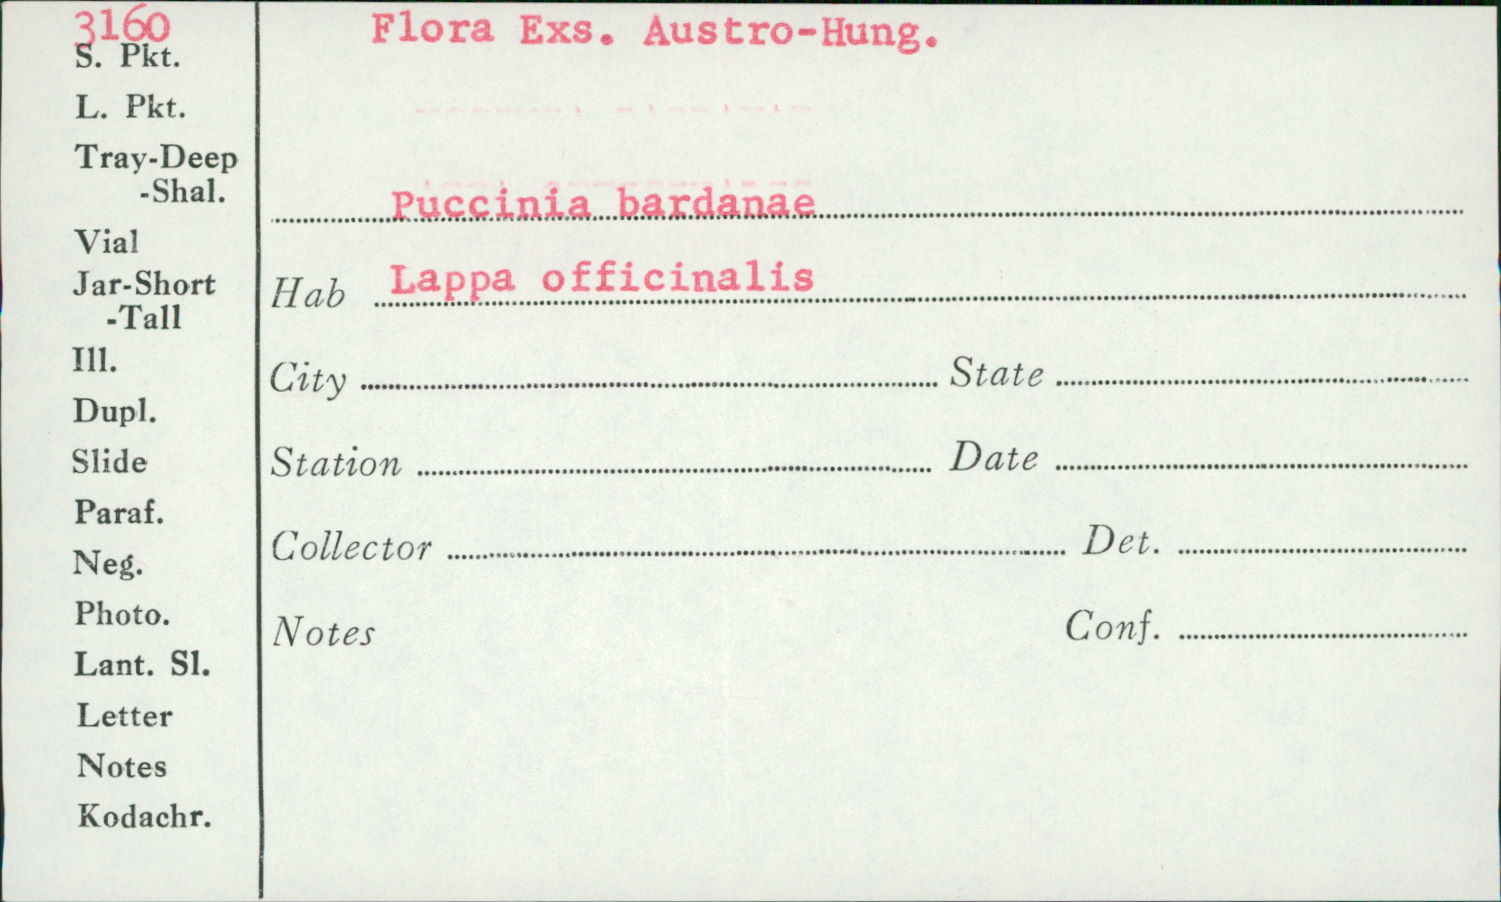 3160
Flora Exs. Austro-Hung.
S. Pkt.
L. Pkt.
Tray-Deep
-Shal.
Vial
Jar-Short
-Tall
Ill.
Dupl.
Slide
Paraf.
Neg.
Photo.
Lant. Sl.
Letter
Notes
Kodachr.
Puccinia bardanae
Hab Lappa officinalis
City State
Station Date
Collector Det.
Notes Conf.